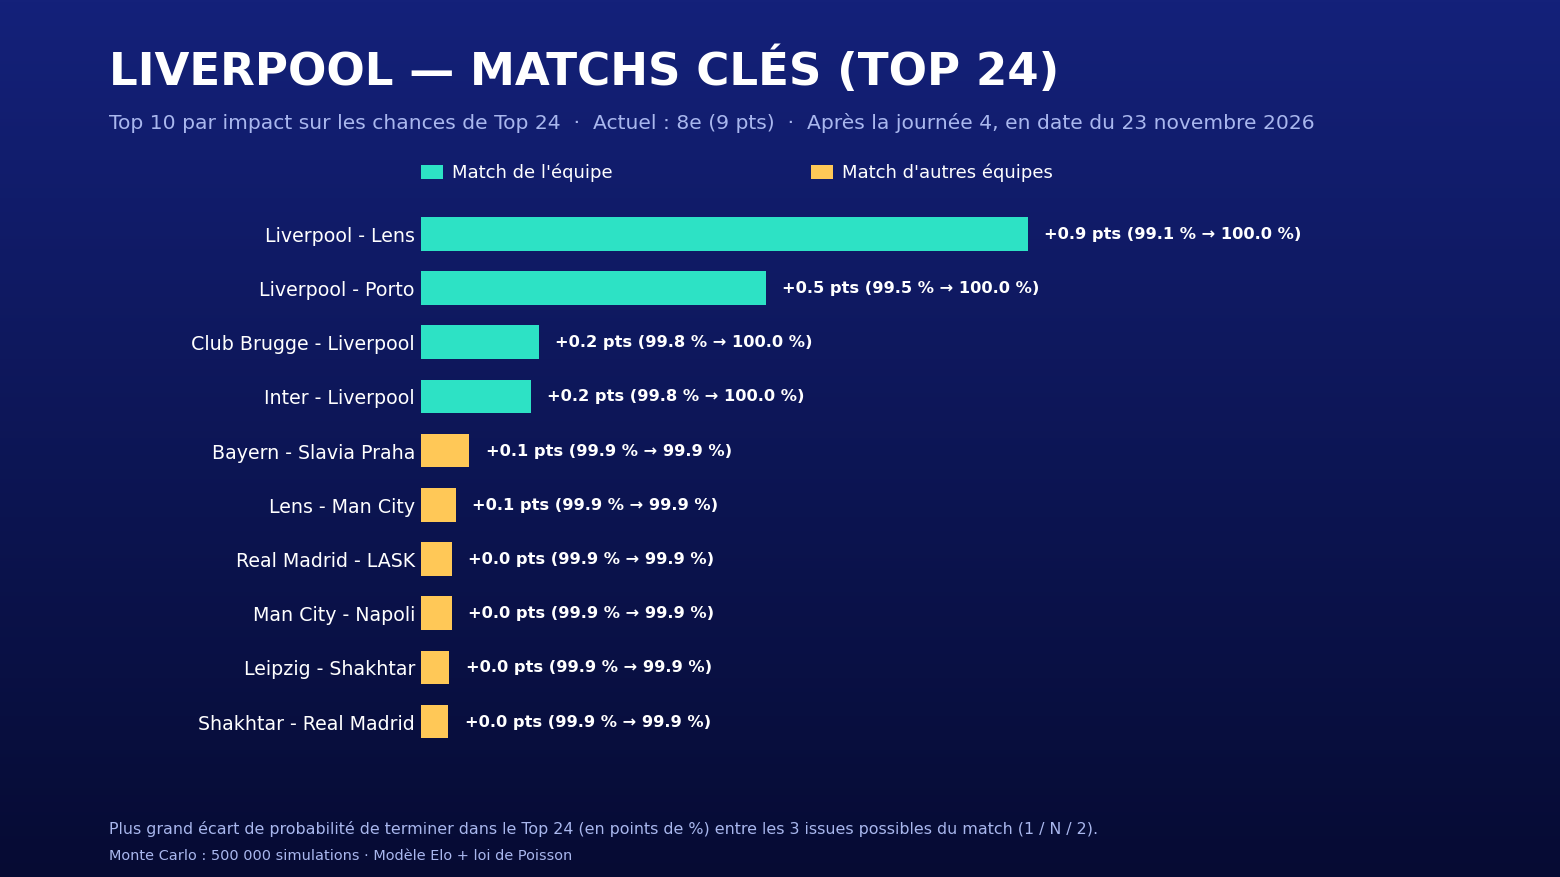 LIVERPOOL — MATCHS CLÉS (TOP 24)
Top 10 par impact sur les chances de Top 24 · Actuel : 8e (9 pts) · Après la journée 4, en date du 23 novembre 2026
Match de l'équipe
Match d'autres équipes
Liverpool - Lens +0.9 pts (99.1 % → 100.0 %)
Liverpool - Porto +0.5 pts (99.5 % → 100.0 %)
Club Brugge - Liverpool +0.2 pts (99.8 % → 100.0 %)
Inter - Liverpool +0.2 pts (99.8 % → 100.0 %)
Bayern - Slavia Praha +0.1 pts (99.9 % → 99.9 %)
Lens - Man City +0.1 pts (99.9 % → 99.9 %)
Real Madrid - LASK +0.0 pts (99.9 % → 99.9 %)
Man City - Napoli +0.0 pts (99.9 % → 99.9 %)
Leipzig - Shakhtar +0.0 pts (99.9 % → 99.9 %)
Shakhtar - Real Madrid +0.0 pts (99.9 % → 99.9 %)
Plus grand écart de probabilité de terminer dans le Top 24 (en points de %) entre les 3 issues possibles du match (1 / N / 2).
Monte Carlo : 500 000 simulations · Modèle Elo + loi de Poisson